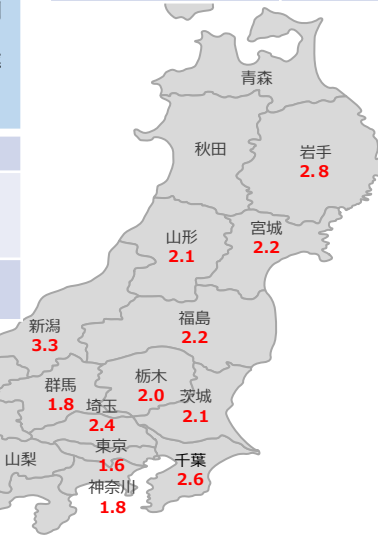 青森
秋田
岩手
2.8
山形
2.1
宮城
2.2
新潟
3.3
福島
2.2
群馬
1.8
栃木
2.0
茨城
2.1
埼玉
2.4
東京
1.6
山梨
千葉
2.6
神奈川
1.8